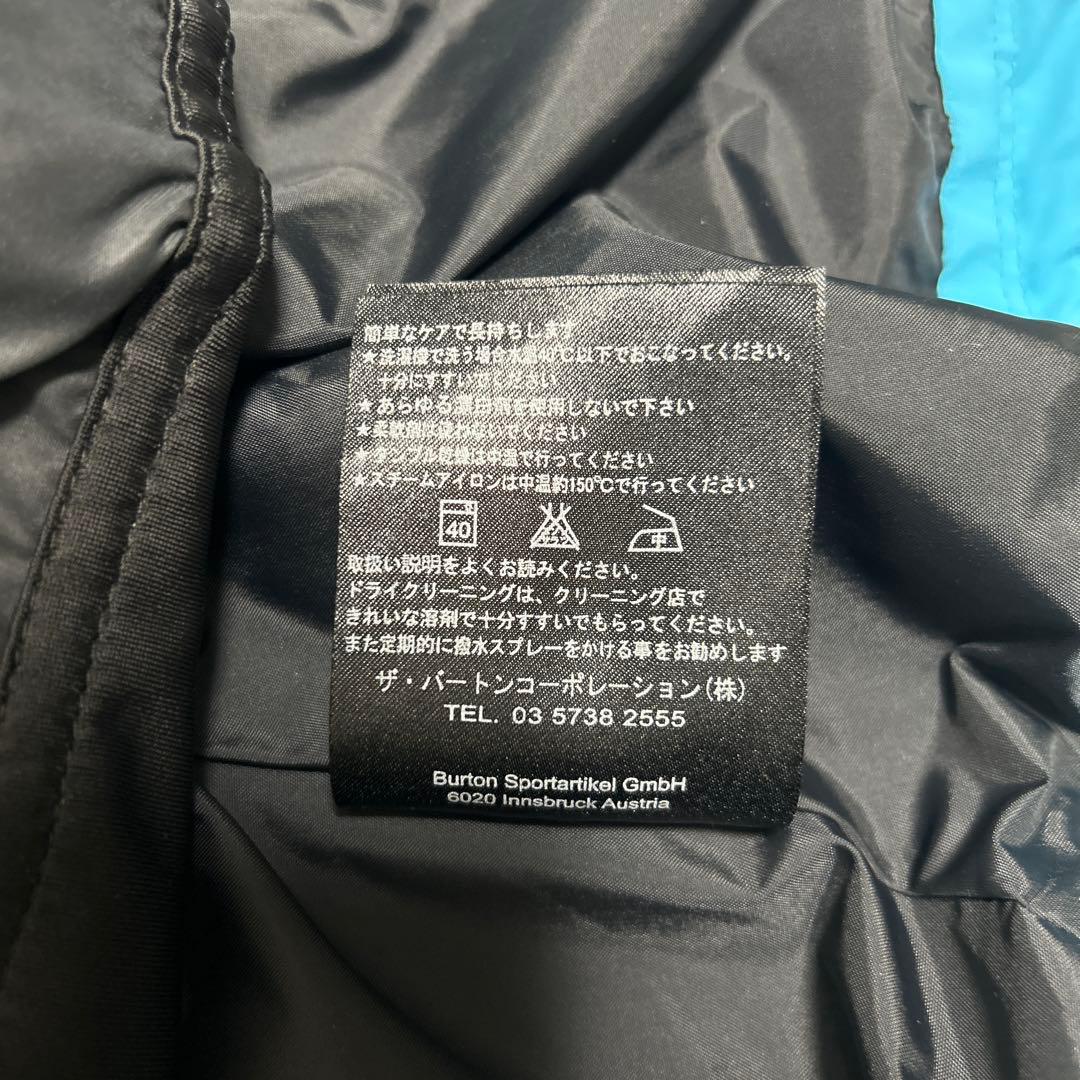 簡単なケアで長持ちします
★洗濯機で洗う場合水温40℃以下でおこなってください。
十分にすすいでください
★あらゆる漂白剤を使用しないで下さい
★柔軟剤は使わないでください
★タンブル乾燥は中温で行ってください
★スチームアイロンは中温約150℃で行ってください
40 エンソサラシ 中
取扱い説明をよくお読みください。
ドライクリーニングは、クリーニング店で
きれいな溶剤で十分すすいでもらってください。
また定期的に撥水スプレーをかける事をお勧めします
ザ・バートンコーポレーション(株)
TEL. 03 5738 2555
Burton Sportartikel GmbH
6020 Innsbruck Austria